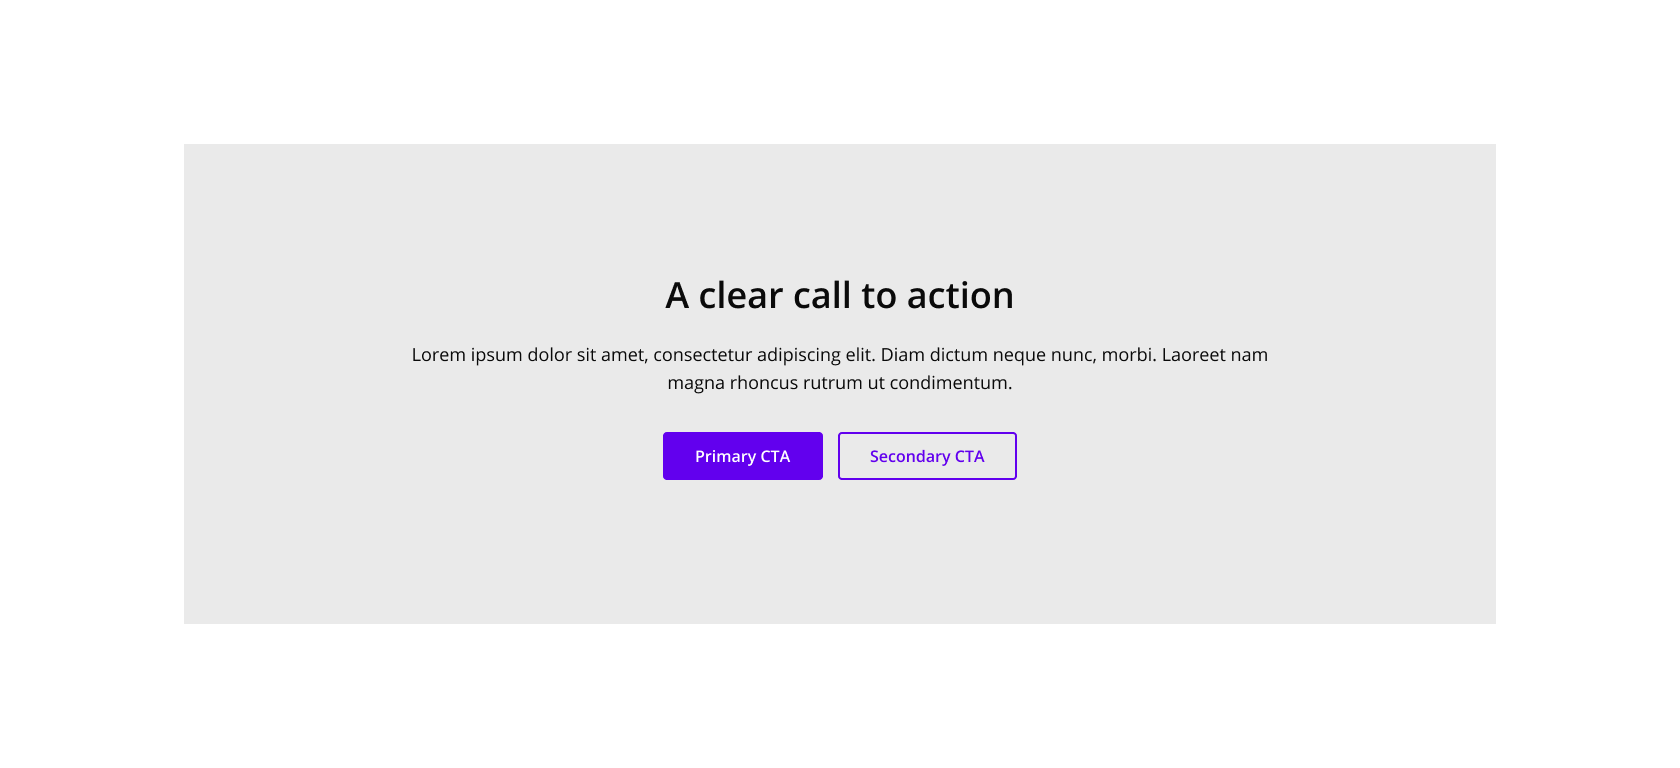 A clear call to action
Lorem ipsum dolor sit amet, consectetur adipiscing elit. Diam dictum neque nunc, morbi. Laoreet nam
magna rhoncus rutrum ut condimentum.
Primary CTA
Secondary CTA